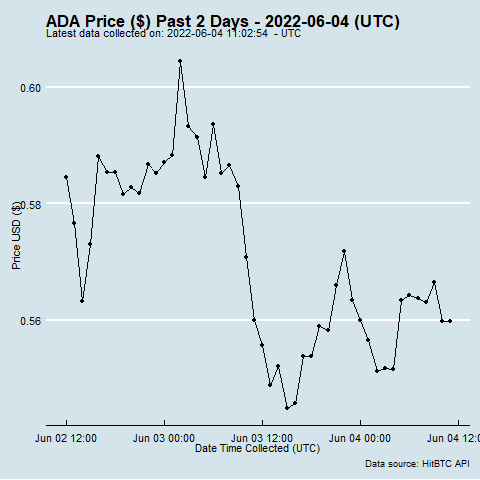 ADA Price ($) Past 2 Days - 2022-06-04 (UTC)
Latest data collected on: 2022-06-04 11:02:54 - UTC
0.60
0.58
0.56
Price USD ($)
Jun 02 12:00 Jun 03 00:00 Jun 03 12:00 Jun 04 00:00 Jun 04 12:00
Date Time Collected (UTC)
Data source: HitBTC API